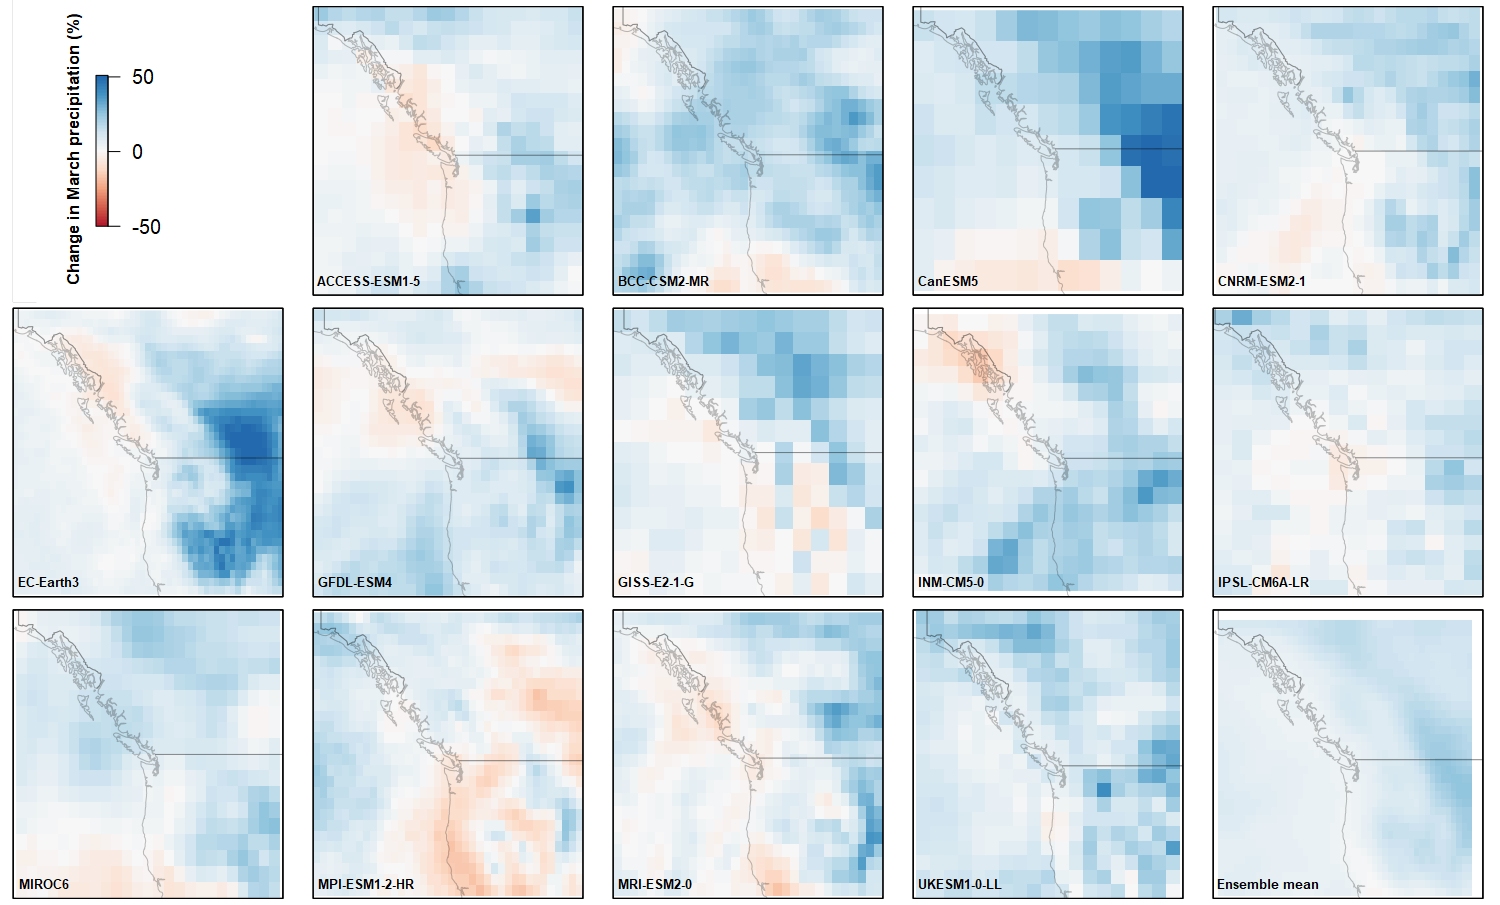 Change in March precipitation (%)
50
0
-50
ACCESS-ESM1-5
BCC-CSM2-MR
CanESM5
CNRM-ESM2-1
EC-Earth3
GFDL-ESM4
GISS-E2-1-G
INM-CM5-0
IPSL-CM6A-LR
MIROC6
MPI-ESM1-2-HR
MRI-ESM2-0
UKESM1-0-LL
Ensemble mean